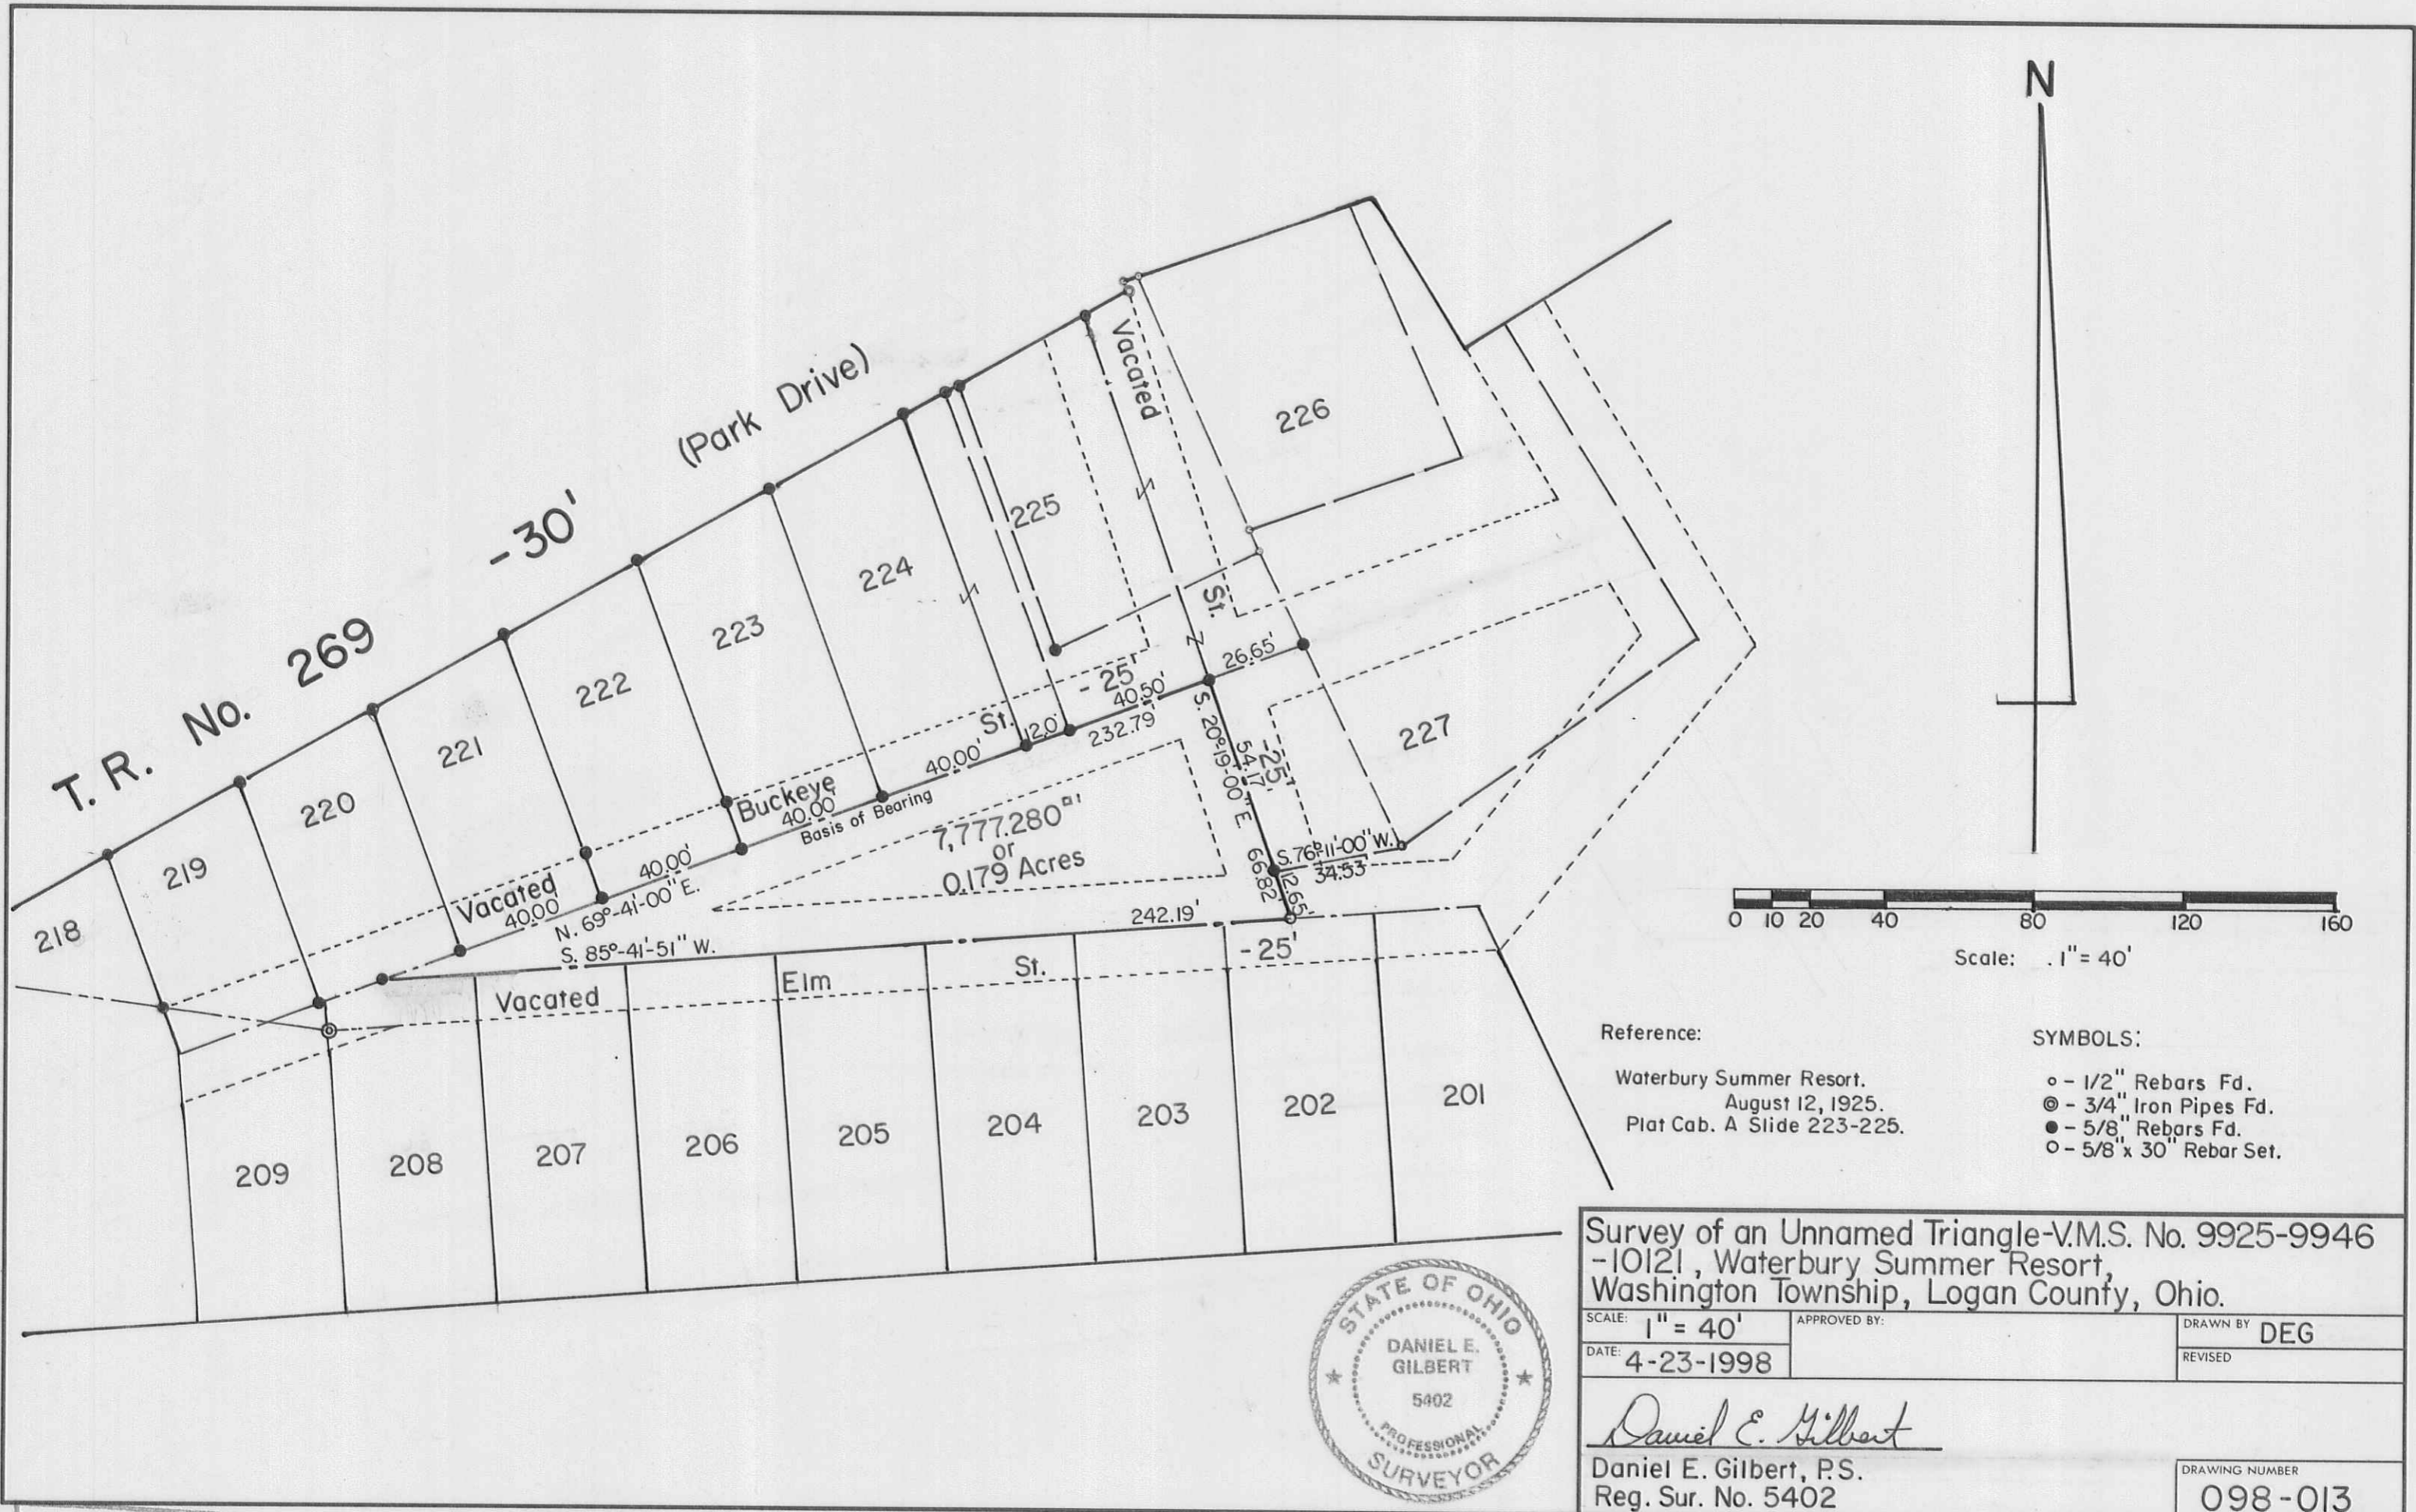 N
T. R. No. 269 -30' (Park Drive)
Vacated
St.
226
225
224
223
222
221
220
219
218
227
- 25'
26.65'
40.50'
12.0'
232.79
St.
40.00'
Buckeye
40.00'
Basis of Bearing
40.00'
Vacated
40.00'
N. 69°-41'-00" E.
7,777.280 □'
or
0.179 Acres
S. 20°-19'-00" E
54.17'
66.82'
12.65'
-25'
S. 76°-11'-00" W.
34.53'
242.19'
S. 85°-41'-51" W.
Vacated Elm St. - 25'
209
208
207
206
205
204
203
202
201
0 10 20 40 80 120 160
Scale: 1" = 40'
Reference:
Waterbury Summer Resort.
August 12, 1925.
Plat Cab. A Slide 223-225.
SYMBOLS:
o - 1/2" Rebars Fd.
◎ - 3/4" Iron Pipes Fd.
● - 5/8" Rebars Fd.
O - 5/8" x 30" Rebar Set.
STATE OF OHIO
DANIEL E.
GILBERT
5402
PROFESSIONAL
SURVEYOR
Survey of an Unnamed Triangle-V.M.S. No. 9925-9946
-10121, Waterbury Summer Resort,
Washington Township, Logan County, Ohio.
SCALE: 1" = 40'
APPROVED BY:
DRAWN BY DEG
DATE: 4-23-1998
REVISED
Daniel E. Gilbert
Daniel E. Gilbert, P.S.
Reg. Sur. No. 5402
DRAWING NUMBER
098-013